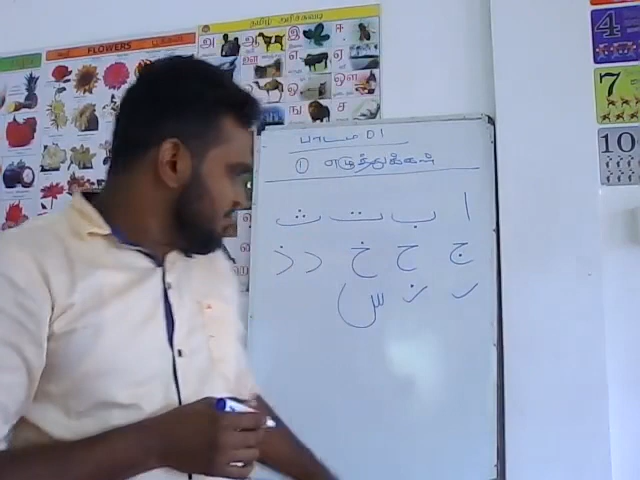 தமிழ் அரிச்சுவடி
FLOWERS
அ ஆ இ ஈ
ஏ
ஓ ஔ
ங ச
4
7
10
பாடம் 01
① எழுத்துக்கள்
ا ب ت ث
ج ح خ د ذ
ر ز س